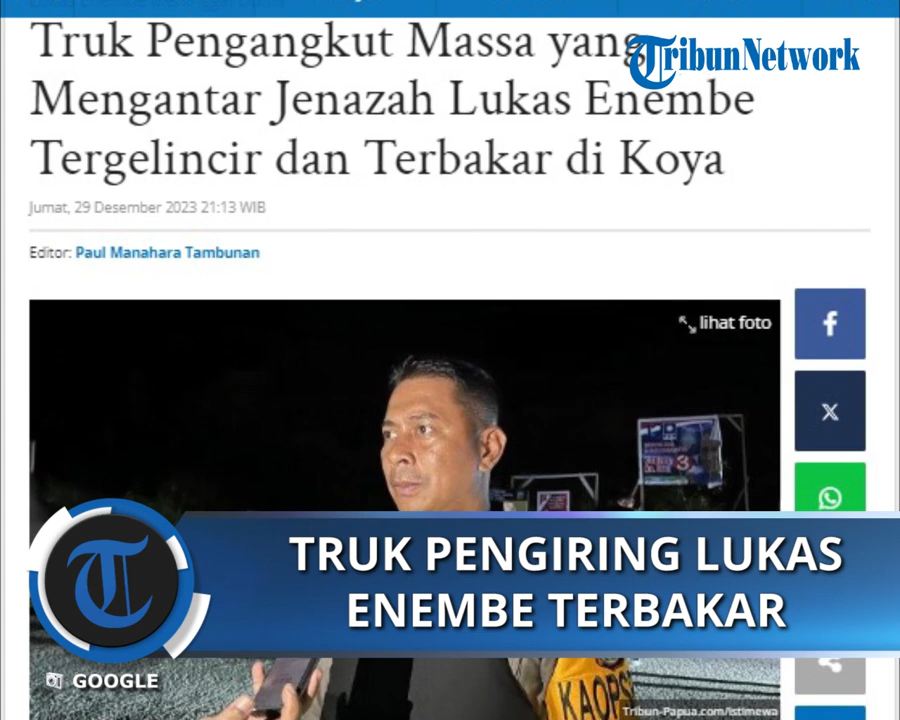 Truk Pengangkut Massa yang
TribunNetwork
Mengantar Jenazah Lukas Enembe
Tergelincir dan Terbakar di Koya
Jumat, 29 Desember 2023 21:13 WIB
Editor: Paul Manahara Tambunan
lihat foto
3
TRUK PENGIRING LUKAS
ENEMBE TERBAKAR
GOOGLE
KAOPS
Tribun-Papua.com/istimewa